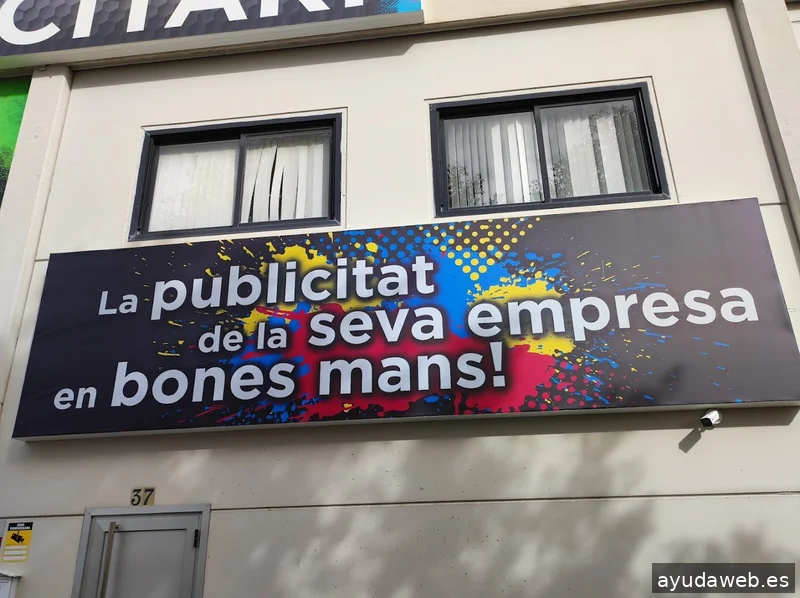 La publicitat
de la seva empresa
en bones mans!
37
ayudaweb.es